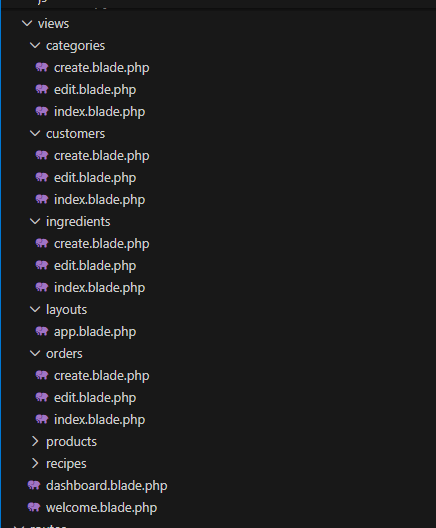 views
categories
create.blade.php
edit.blade.php
index.blade.php
customers
create.blade.php
edit.blade.php
index.blade.php
ingredients
create.blade.php
edit.blade.php
index.blade.php
layouts
app.blade.php
orders
create.blade.php
edit.blade.php
index.blade.php
products
recipes
dashboard.blade.php
welcome.blade.php